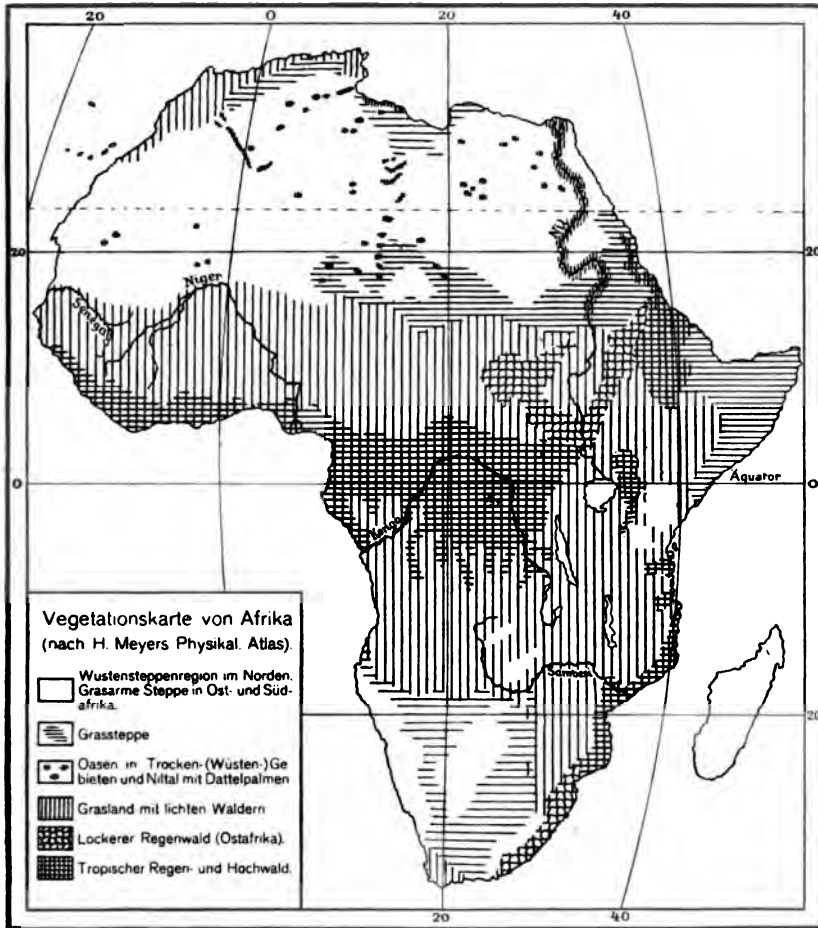 20 0 20 40
20 20
Senegal
Niger
Nil
Äquator
0 0
Kongo
Sambesi
20
20 40
Vegetationskarte von Afrika
(nach H. Meyers Physikal. Atlas).
Wustensteppenregion im Norden.
Grasarme Steppe in Ost- und Süd-
afrika.
Grassteppe
Oasen in Trocken-(Wüsten-)Ge
bieten und Niltal mit Dattelpalmen
Grasland mit lichten Waldern
Lockerer Regenwald (Ostafrika).
Tropischer Regen- und Hochwald.